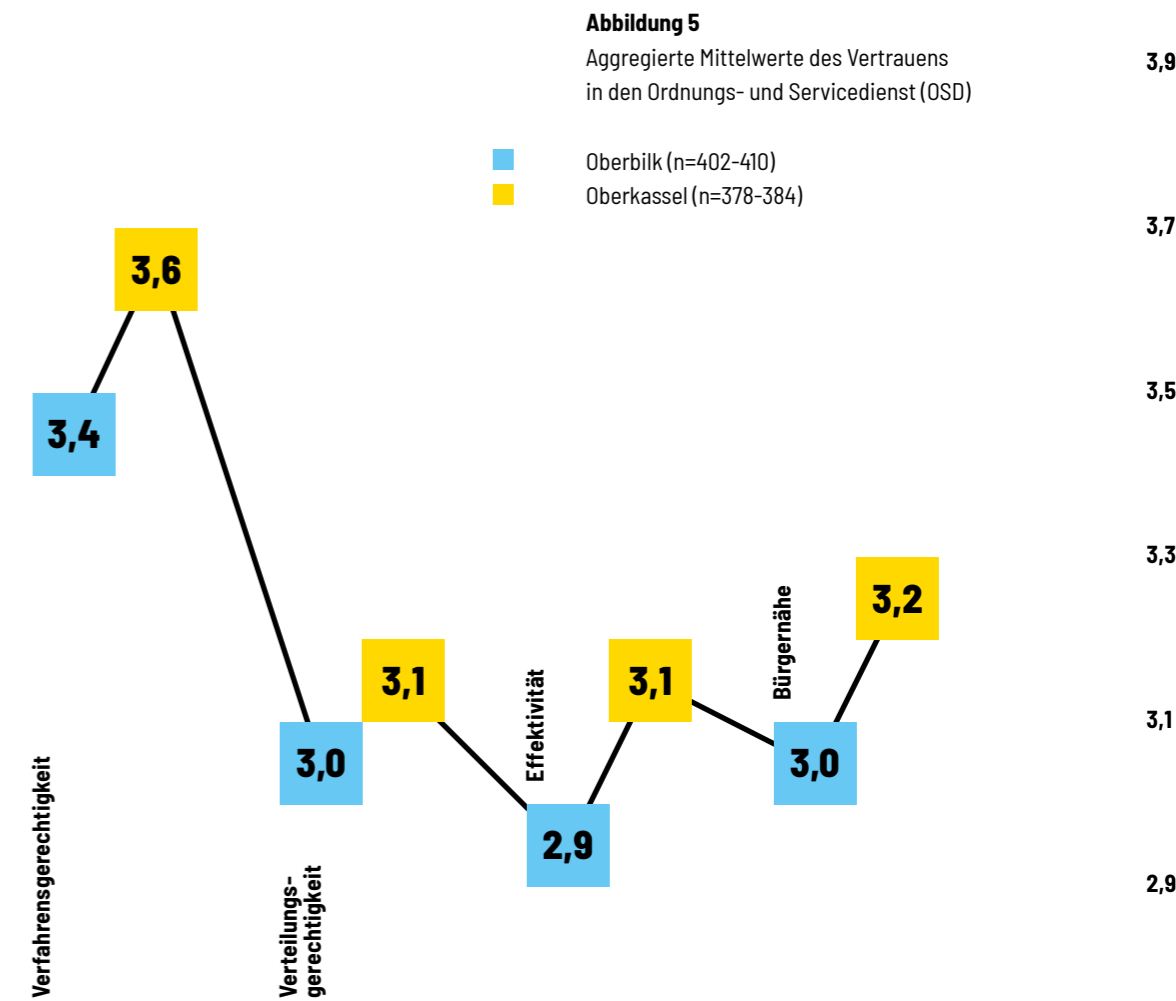 Abbildung 5
Aggregierte Mittelwerte des Vertrauens
in den Ordnungs- und Servicedienst (OSD)
Oberbilk (n=402-410)
Oberkassel (n=378-384)
3,9
3,7
3,5
3,3
3,1
2,9
3,4
3,6
3,0
3,1
2,9
3,1
3,0
3,2
Verfahrensgerechtigkeit
Verteilungs-
gerechtigkeit
Effektivität
Bürgernähe